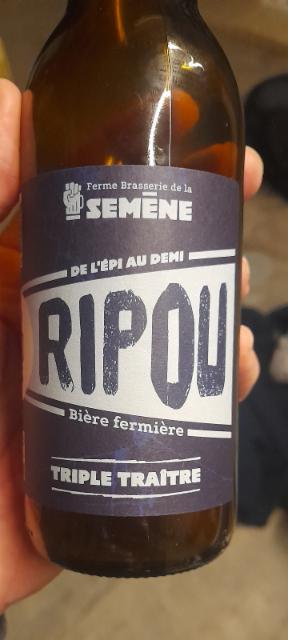 Ferme Brasserie de la
SEMÈNE
DE L'ÉPI AU DEMI
RIPOU
Bière fermière
TRIPLE TRAÎTRE